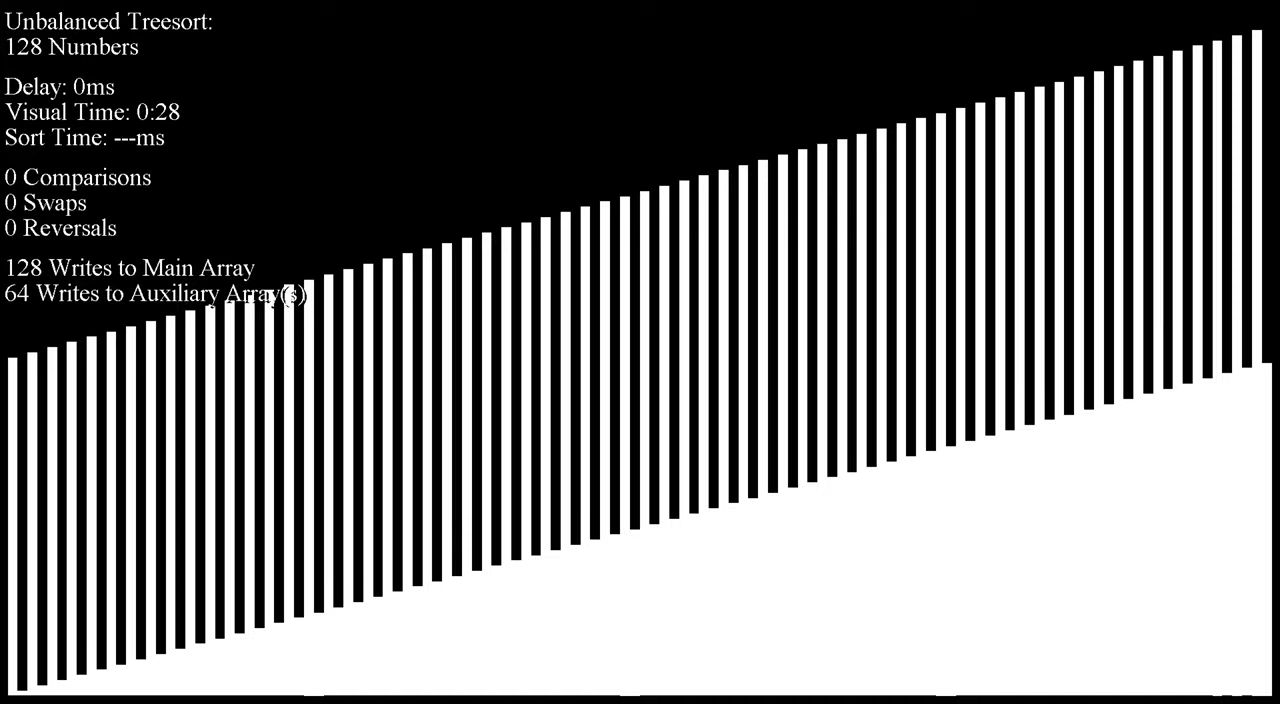 Unbalanced Treesort:
128 Numbers
Delay: 0ms
Visual Time: 0:28
Sort Time: ---ms
0 Comparisons
0 Swaps
0 Reversals
128 Writes to Main Array
64 Writes to Auxiliary Array(s)